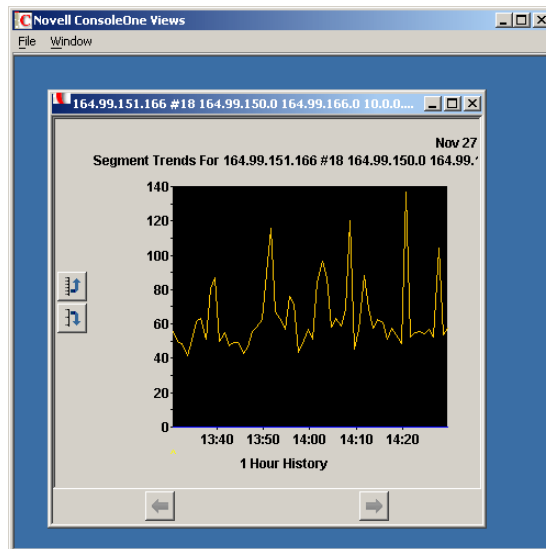 Novell ConsoleOne Views
File Window
164.99.151.166 #18 164.99.150.0 164.99.166.0 10.0.0....
Nov 27
Segment Trends For 164.99.151.166 #18 164.99.150.0 164.99.
140
120
100
80
60
40
20
0
13:40 13:50 14:00 14:10 14:20
1 Hour History